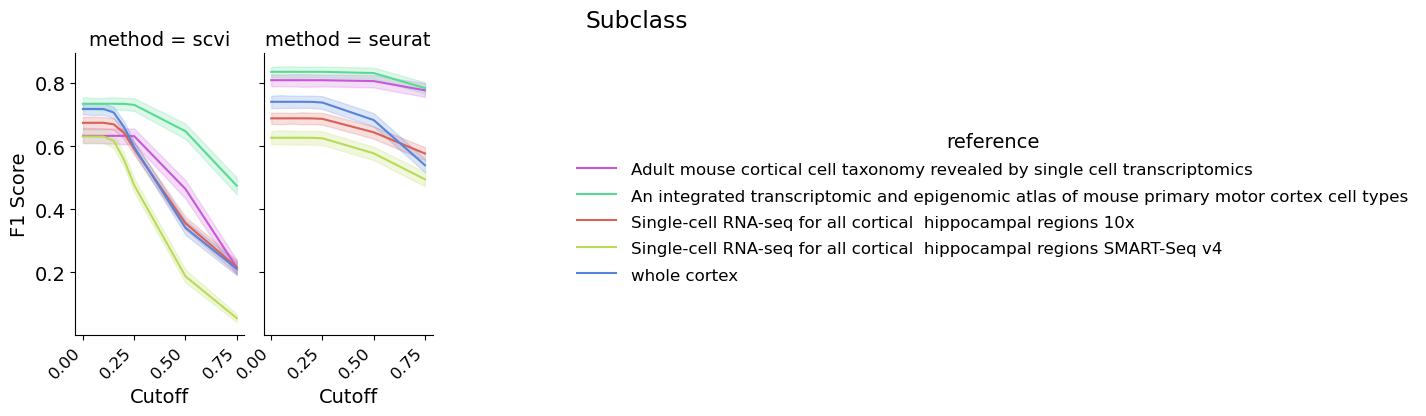 Subclass
method = scvi
method = seurat
F1 Score
0.8
0.6
0.4
0.2
0.00
0.25
0.50
0.75
0.00
0.25
0.50
0.75
Cutoff
Cutoff
reference
Adult mouse cortical cell taxonomy revealed by single cell transcriptomics
An integrated transcriptomic and epigenomic atlas of mouse primary motor cortex cell types
Single-cell RNA-seq for all cortical  hippocampal regions 10x
Single-cell RNA-seq for all cortical  hippocampal regions SMART-Seq v4
whole cortex